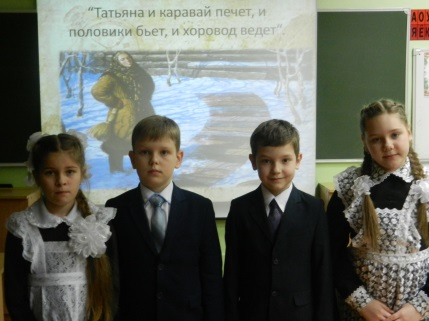 “Татьяна и каравай печет, и
половики бьет, и хоровод ведет”.
А О У
Я Ё Ю